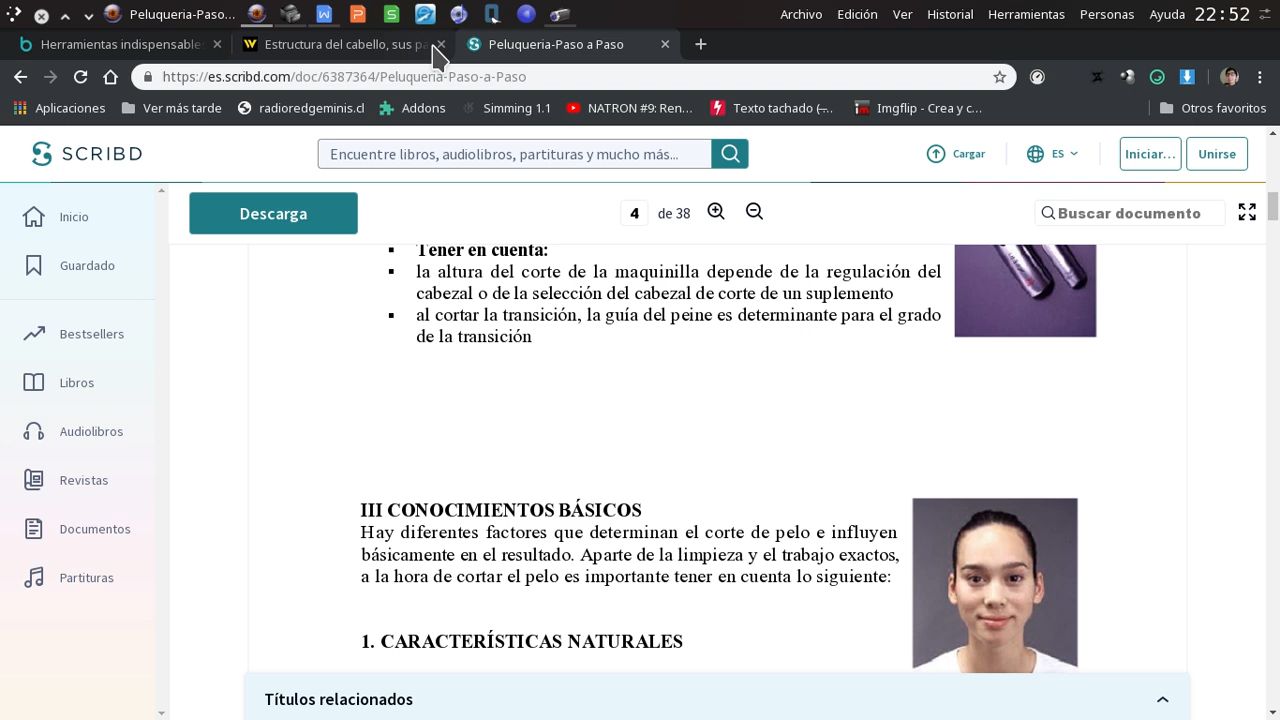 Peluqueria-Paso...
Archivo Edición Ver Historial Herramientas Personas Ayuda 22:52
Herramientas indispensable
Estructura del cabello, sus pa
Peluqueria-Paso a Paso
https://es.scribd.com/doc/6387364/Peluqueria-Paso-a-Paso
Aplicaciones Ver más tarde radioredgeminis.cl Addons Simming 1.1 NATRON #9: Ren... Texto tachado (–... Imgflip - Crea y c... Otros favoritos
SCRIBD
Encuentre libros, audiolibros, partituras y mucho más...
Cargar ES Iniciar... Unirse
Inicio
Guardado
Bestsellers
Libros
Audiolibros
Revistas
Documentos
Partituras
Descarga
4 de 38
Buscar documento
Tener en cuenta:
la altura del corte de la maquinilla depende de la regulación del
cabezal o de la selección del cabezal de corte de un suplemento
al cortar la transición, la guía del peine es determinante para el grado
de la transición
III CONOCIMIENTOS BÁSICOS
Hay diferentes factores que determinan el corte de pelo e influyen
básicamente en el resultado. Aparte de la limpieza y el trabajo exactos,
a la hora de cortar el pelo es importante tener en cuenta lo siguiente:
1. CARACTERÍSTICAS NATURALES
Títulos relacionados